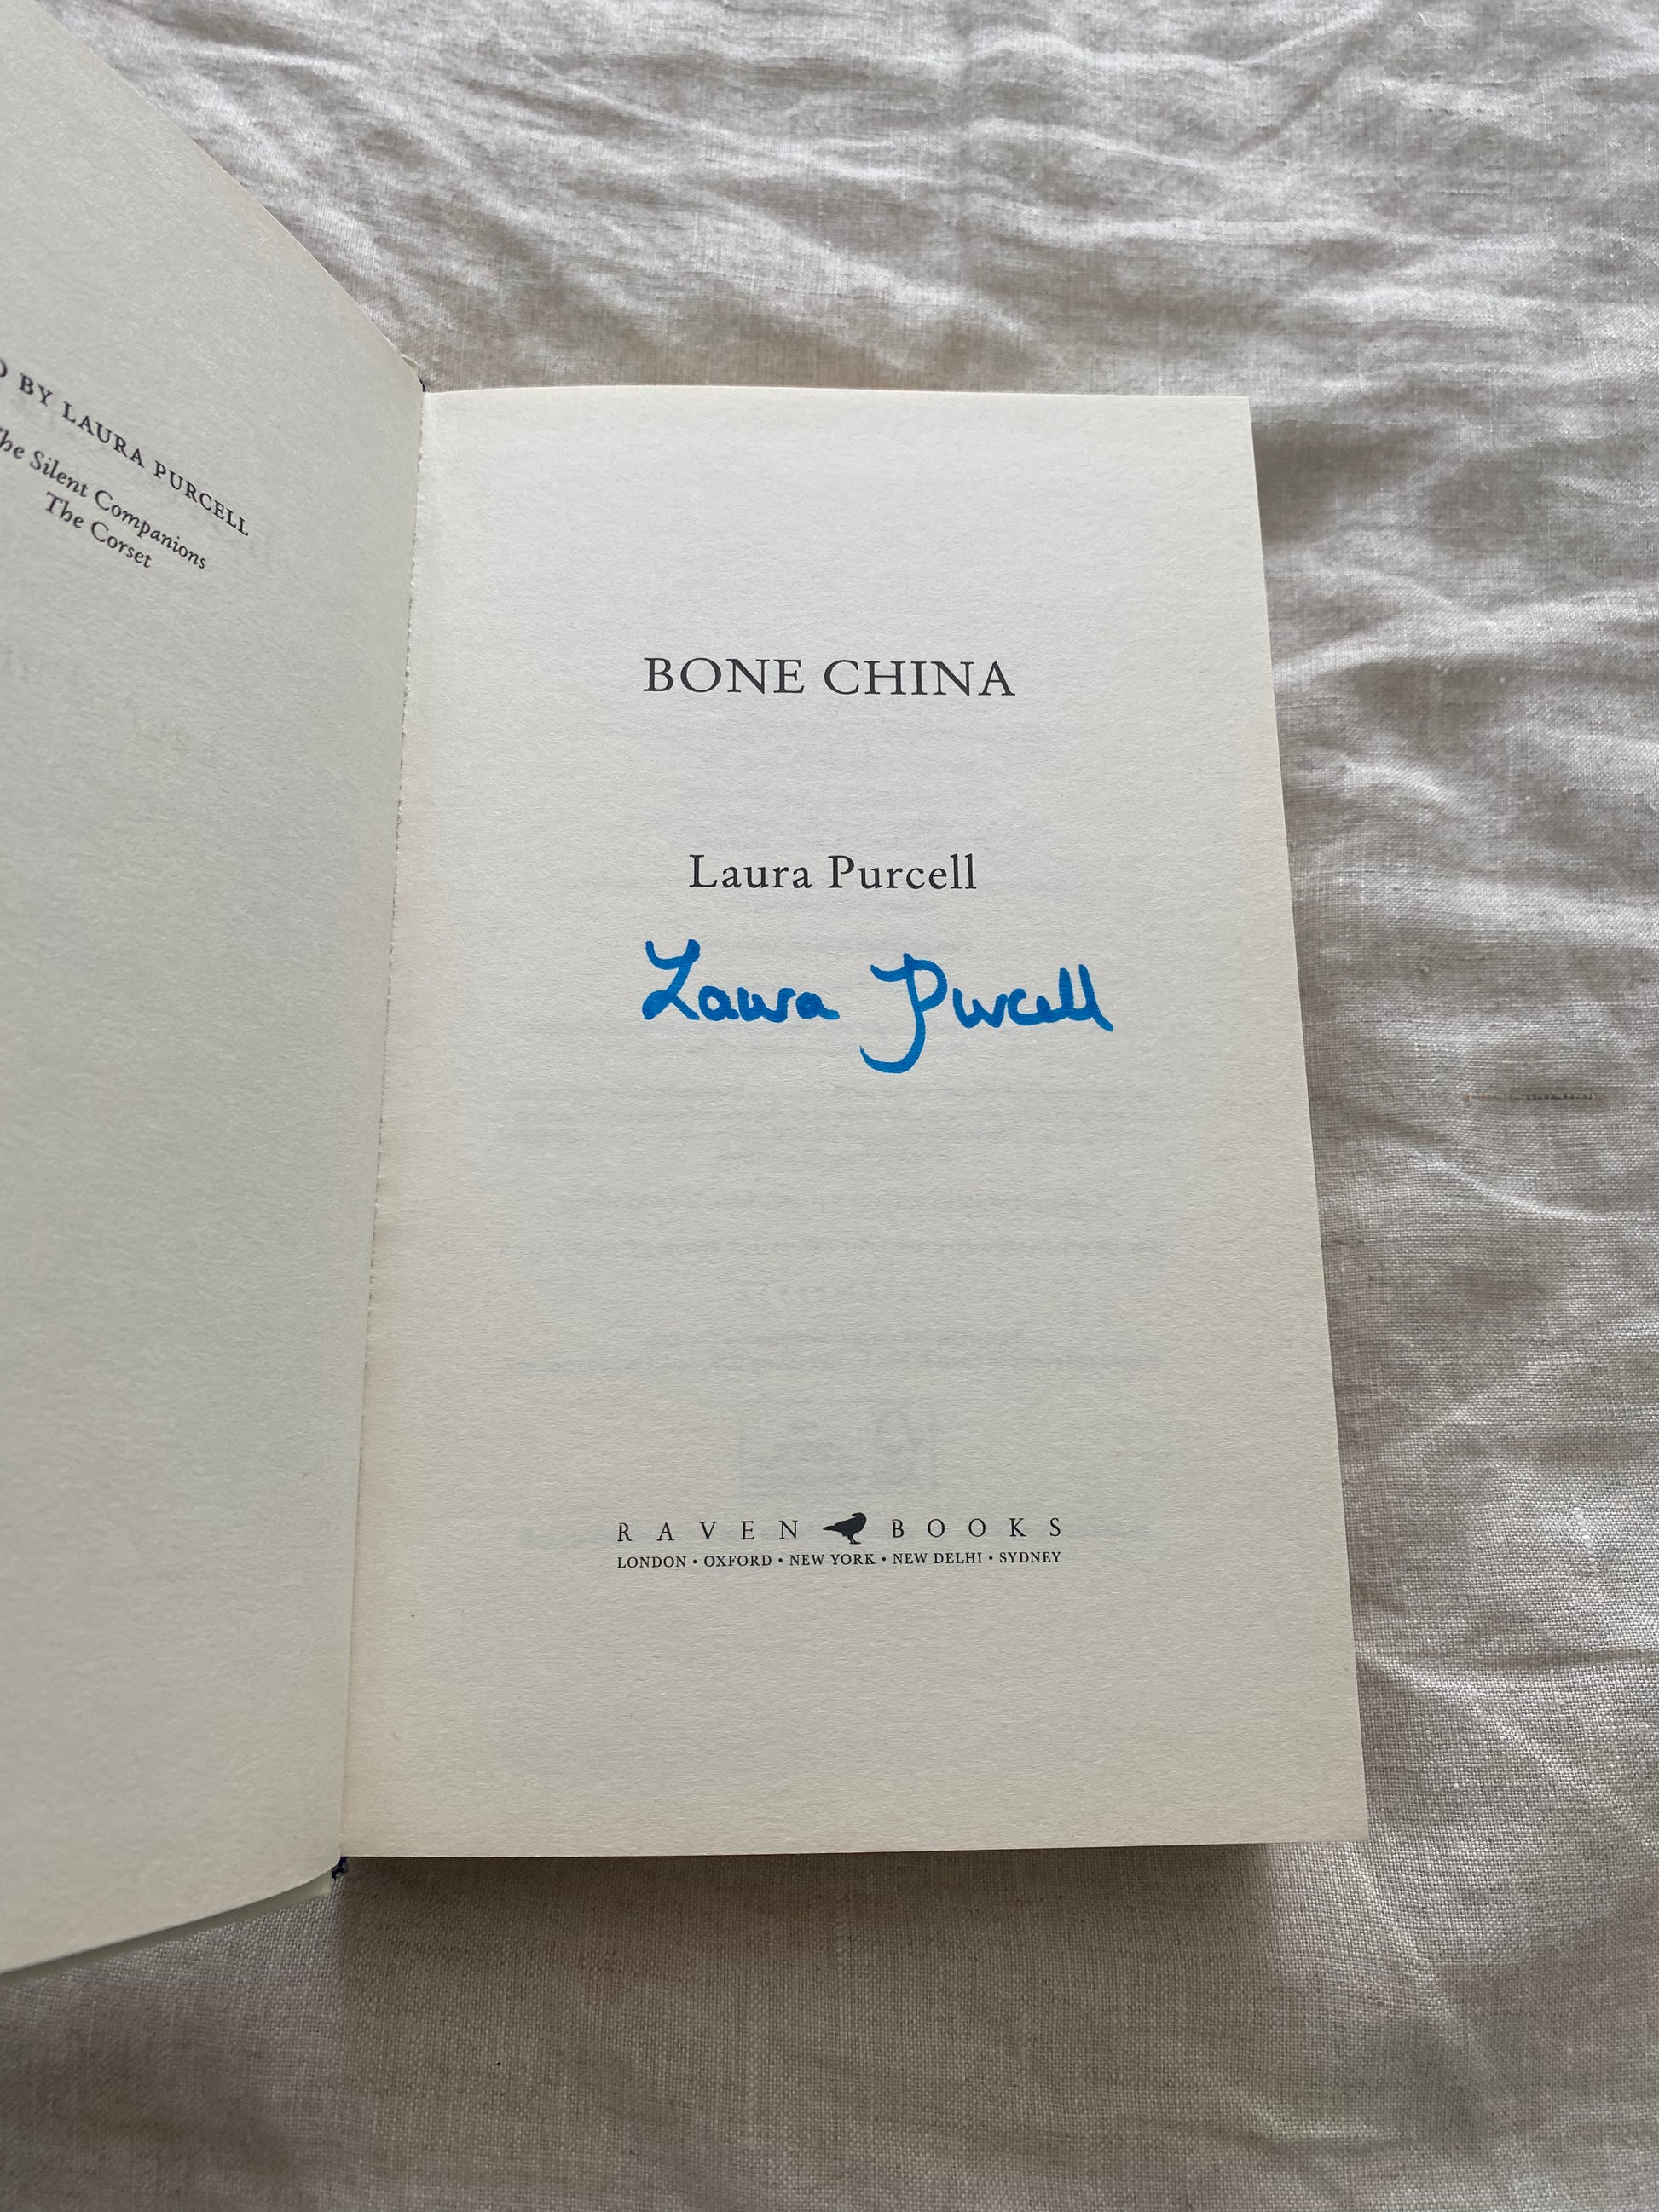 BY LAURA PURCELL
The Silent Companions
The Corset
BONE CHINA
Laura Purcell
Laura Purcell
RAVEN BOOKS
LONDON • OXFORD • NEW YORK • NEW DELHI • SYDNEY